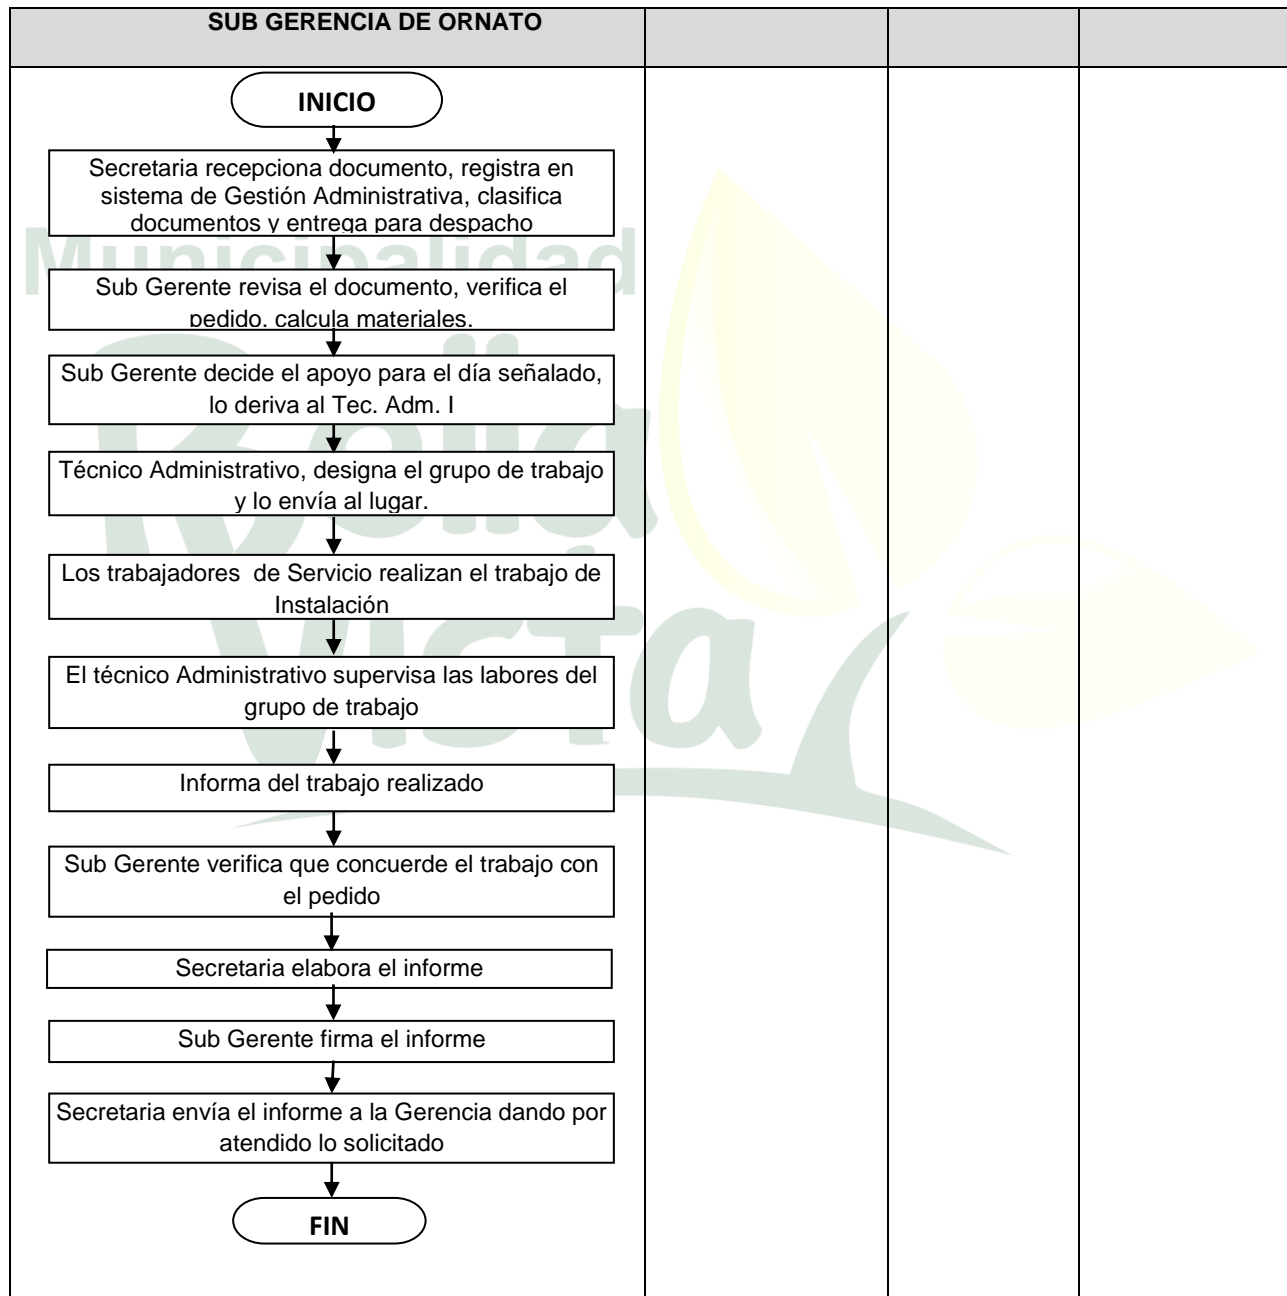 SUB GERENCIA DE ORNATO
INICIO
Secretaria recepciona documento, registra en
sistema de Gestión Administrativa, clasifica
documentos y entrega para despacho
Municipalidad
Sub Gerente revisa el documento, verifica el
pedido, calcula materiales.
Sub Gerente decide el apoyo para el día señalado,
lo deriva al Tec. Adm. I
Bella
Técnico Administrativo, designa el grupo de trabajo
y lo envía al lugar.
Los trabajadores de Servicio realizan el trabajo de
Instalación
Vista
El técnico Administrativo supervisa las labores del
grupo de trabajo
Informa del trabajo realizado
Sub Gerente verifica que concuerde el trabajo con
el pedido
Secretaria elabora el informe
Sub Gerente firma el informe
Secretaria envía el informe a la Gerencia dando por
atendido lo solicitado
FIN